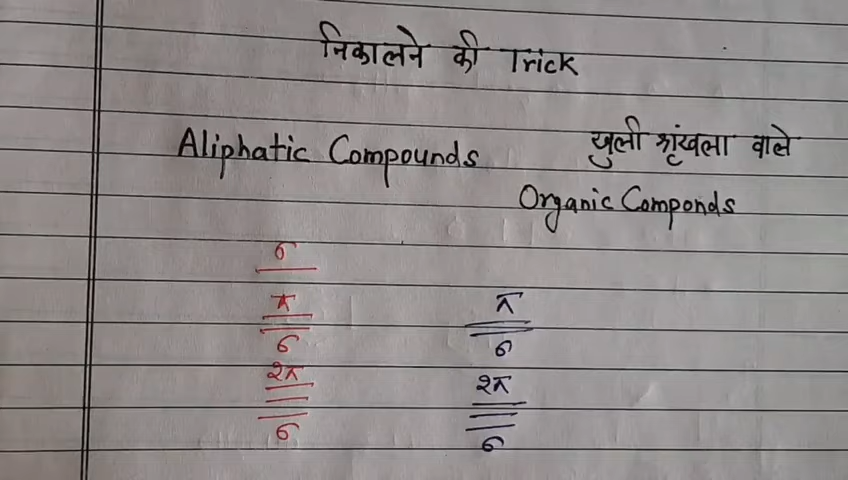 निकालने की Trick
Aliphatic Compounds
खुली श्रृंखला वाले
Organic Componds
σ
π
π
σ
σ
2π
2π
σ
σ